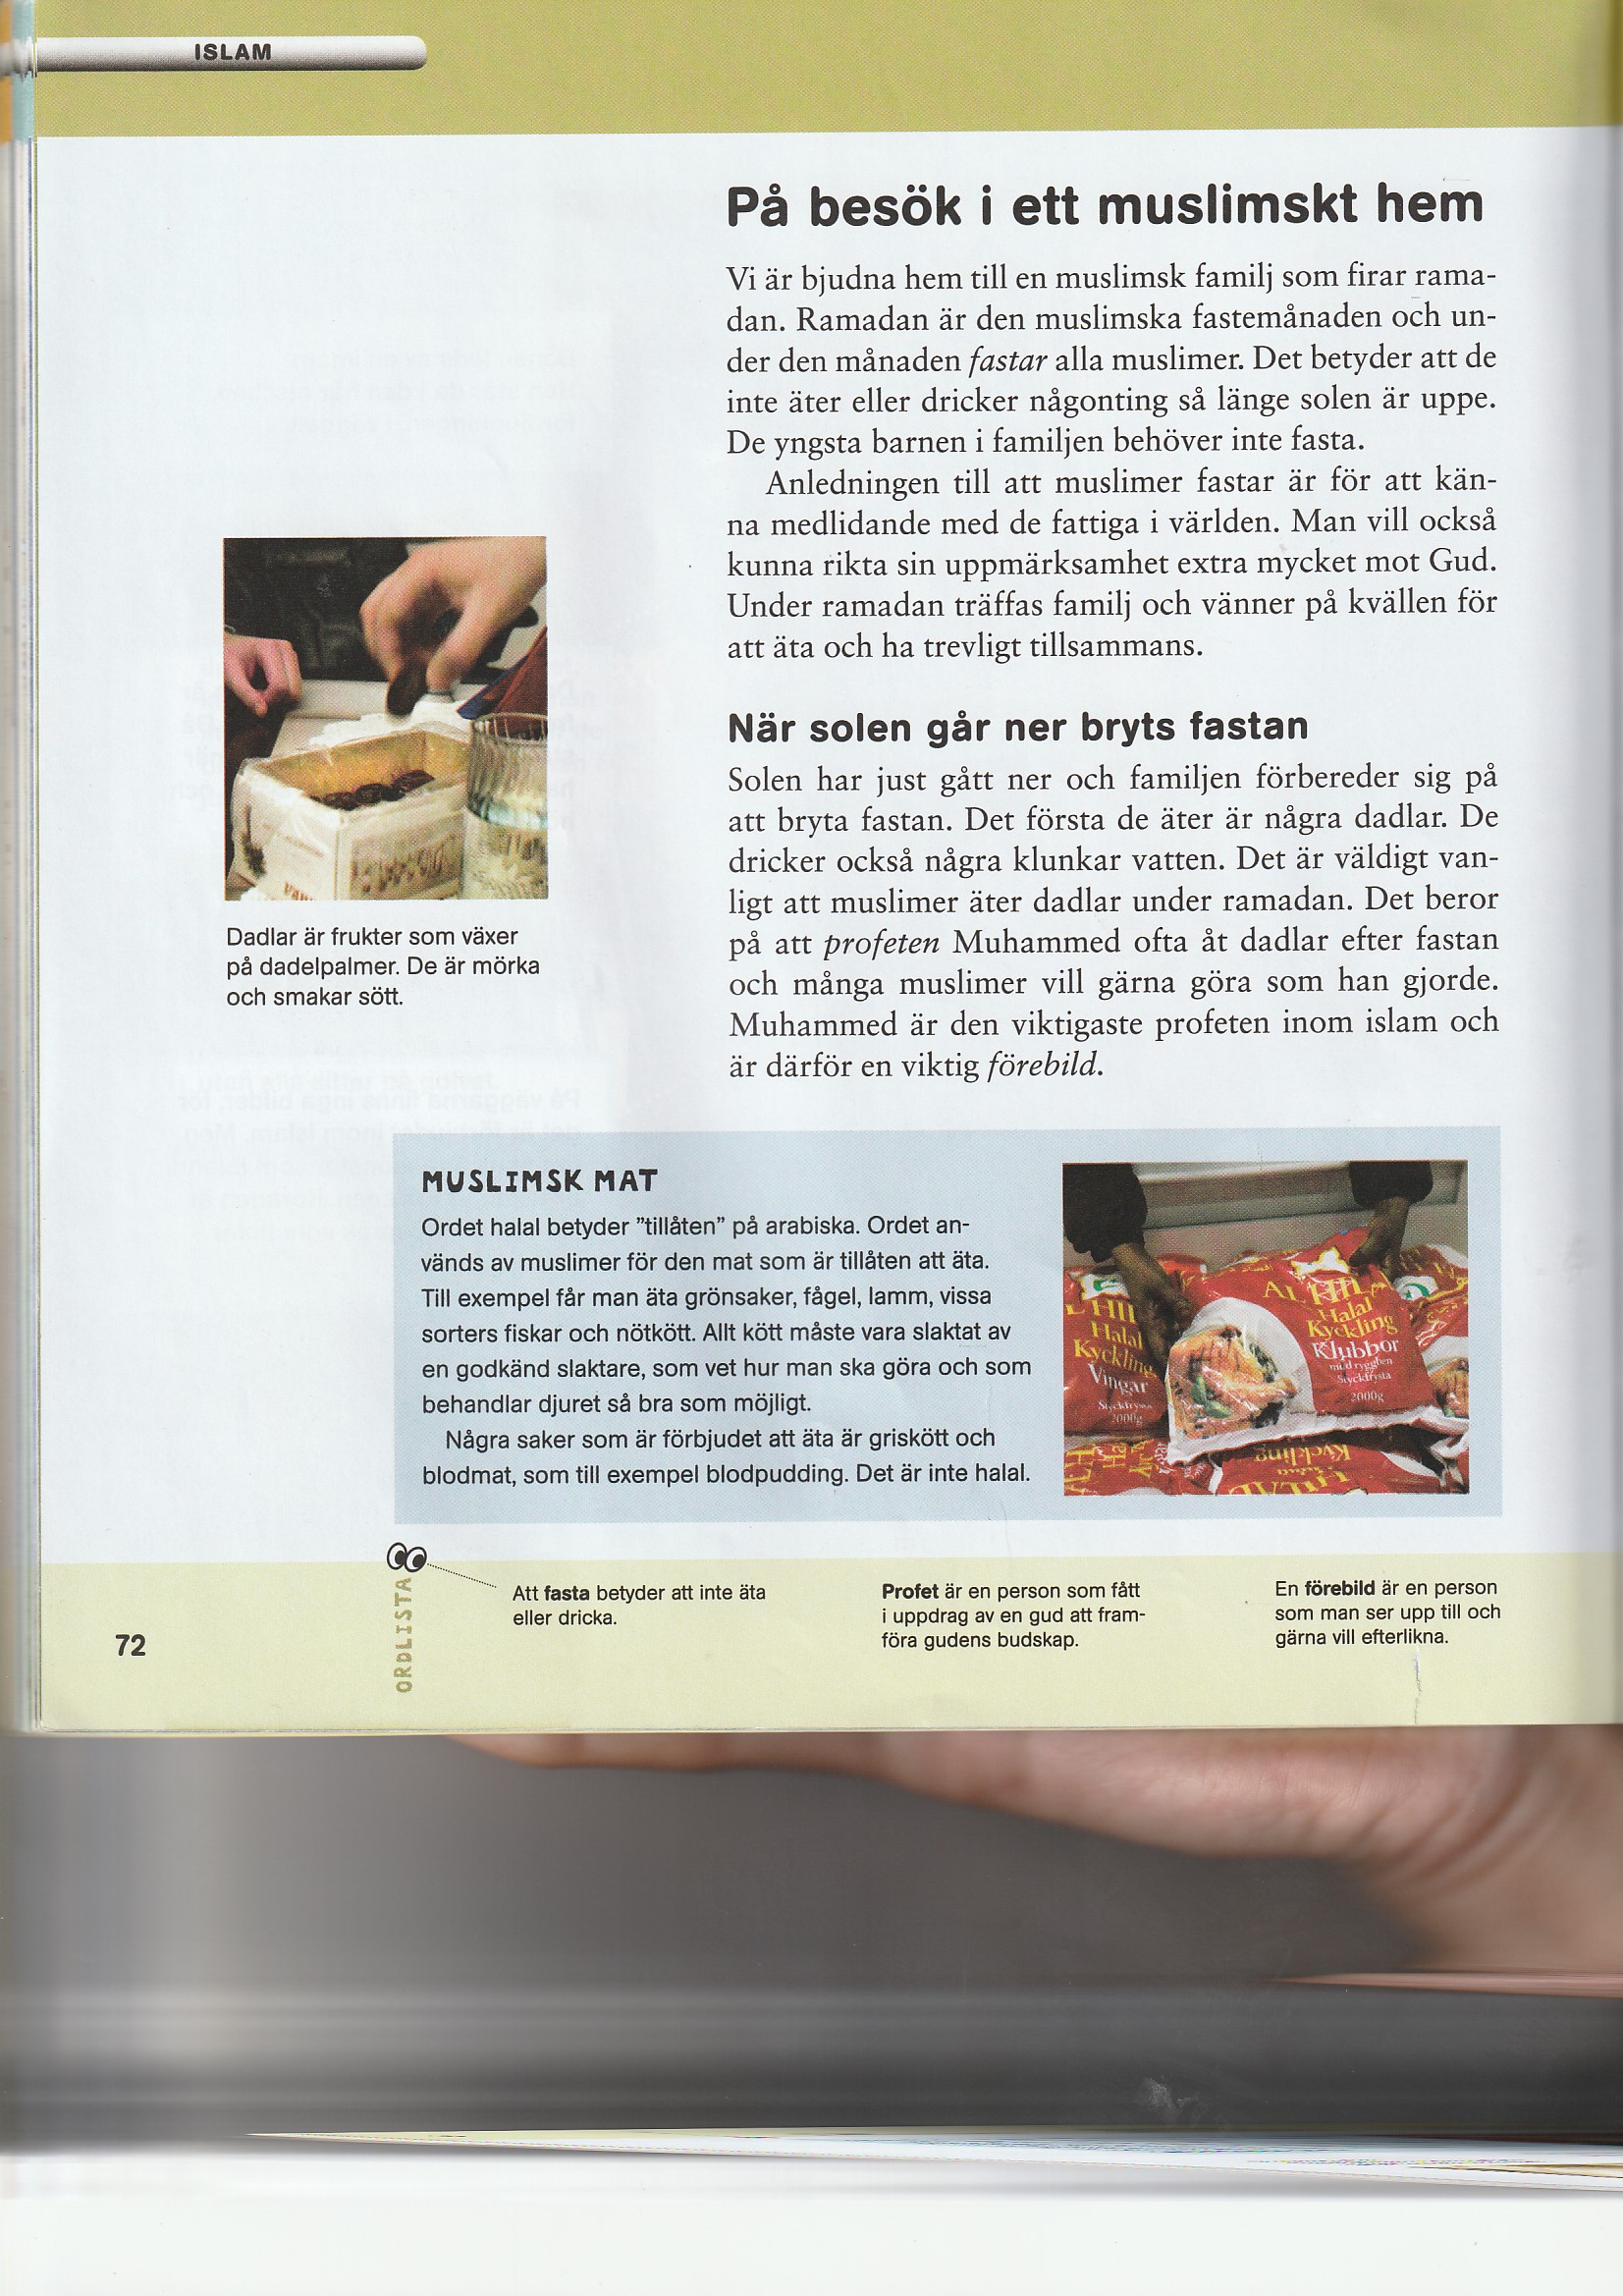 ISLAM
På besök i ett muslimskt hem
Vi är bjudna hem till en muslimsk familj som firar rama-
dan. Ramadan är den muslimska fastemånaden och un-
der den månaden fastar alla muslimer. Det betyder att de
inte äter eller dricker någonting så länge solen är uppe.
De yngsta barnen i familjen behöver inte fasta.
Anledningen till att muslimer fastar är för att kän-
na medlidande med de fattiga i världen. Man vill också
kunna rikta sin uppmärksamhet extra mycket mot Gud.
Under ramadan träffas familj och vänner på kvällen för
att äta och ha trevligt tillsammans.
När solen går ner bryts fastan
Solen har just gått ner och familjen förbereder sig på
att bryta fastan. Det första de äter är några dadlar. De
dricker också några klunkar vatten. Det är väldigt van-
ligt att muslimer äter dadlar under ramadan. Det beror
på att profeten Muhammed ofta åt dadlar efter fastan
och många muslimer vill gärna göra som han gjorde.
Muhammed är den viktigaste profeten inom islam och
är därför en viktig förebild.
Dadlar är frukter som växer
på dadelpalmer. De är mörka
och smakar sött.
MUSLIMSK MAT
Ordet halal betyder ”tillåten” på arabiska. Ordet an-
vänds av muslimer för den mat som är tillåten att äta.
Till exempel får man äta grönsaker, fågel, lamm, vissa
sorters fiskar och nötkött. Allt kött måste vara slaktat av
en godkänd slaktare, som vet hur man ska göra och som
behandlar djuret så bra som möjligt.
Några saker som är förbjudet att äta är griskött och
blodmat, som till exempel blodpudding. Det är inte halal.
Halal
Kyckling
Vingar
2000g
Halal
Kyckling
Klubbor
med ryggben
Styckfrysta
2000g
Kyckling
ORDLISTA
Att fasta betyder att inte äta
eller dricka.
Profet är en person som fått
i uppdrag av en gud att fram-
föra gudens budskap.
En förebild är en person
som man ser upp till och
gärna vill efterlikna.
72